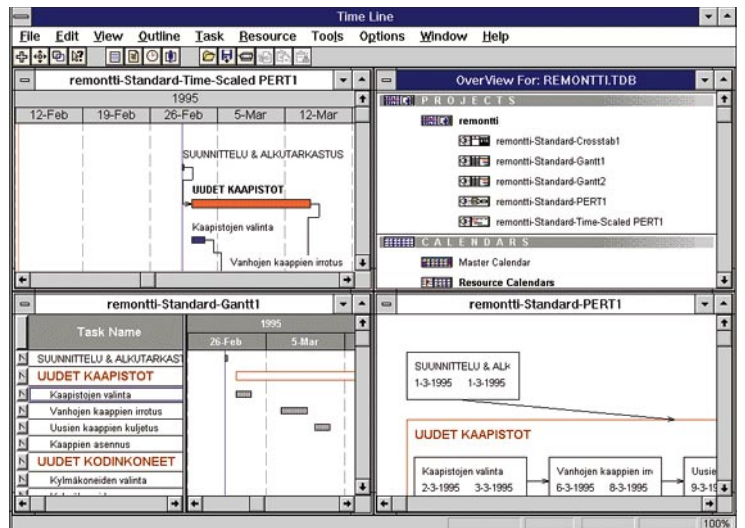 Time Line
File Edit View Outline Task Resource Tools Options Window Help
remontti-Standard-Time-Scaled PERT1
1995
12-Feb 19-Feb 26-Feb 5-Mar 12-Mar
SUUNNITTELU & ALKUTARKASTUS
UUDET KAAPISTOT
Kaapistojen valinta
Vanhojen kaappien irrotus
OverView For: REMONTTI.TDB
PROJECTS
remontti
remontti-Standard-Crosstab1
remontti-Standard-Gantt1
remontti-Standard-Gantt2
remontti-Standard-PERT1
remontti-Standard-Time-Scaled PERT1
CALENDARS
Master Calendar
Resource Calendars
remontti-Standard-Gantt1
Task Name
1995
26-Feb 5-Mar
SUUNNITTELU & ALKUTARKAST
UUDET KAAPISTOT
Kaapistojen valinta
Vanhojen kaappien irrotus
Uusien kaappien kuljetus
Kaappien asennus
UUDET KODINKONEET
Kylmäkoneiden valinta
remontti-Standard-PERT1
SUUNNITTELU & ALK
1-3-1995 1-3-1995
UUDET KAAPISTOT
Kaapistojen valinta
2-3-1995 3-3-1995
Vanhojen kaappien irr
6-3-1995 8-3-1995
Uusie
9-3-19
100%